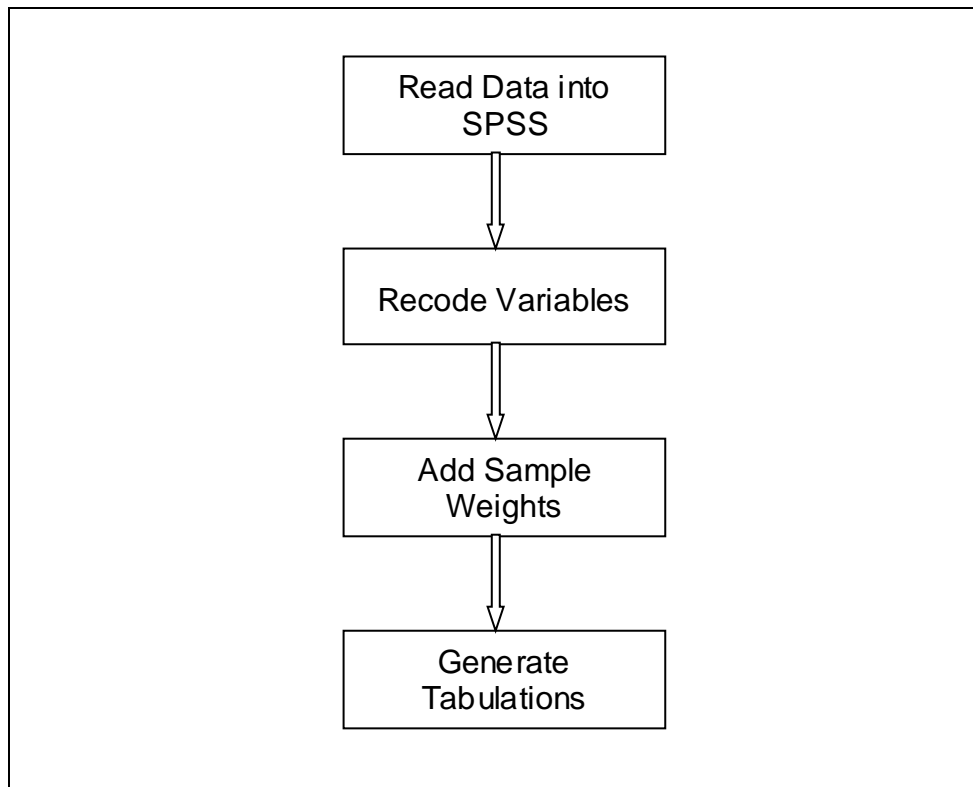 Read Data into
SPSS
Recode Variables
Add Sample
Weights
Generate
Tabulations